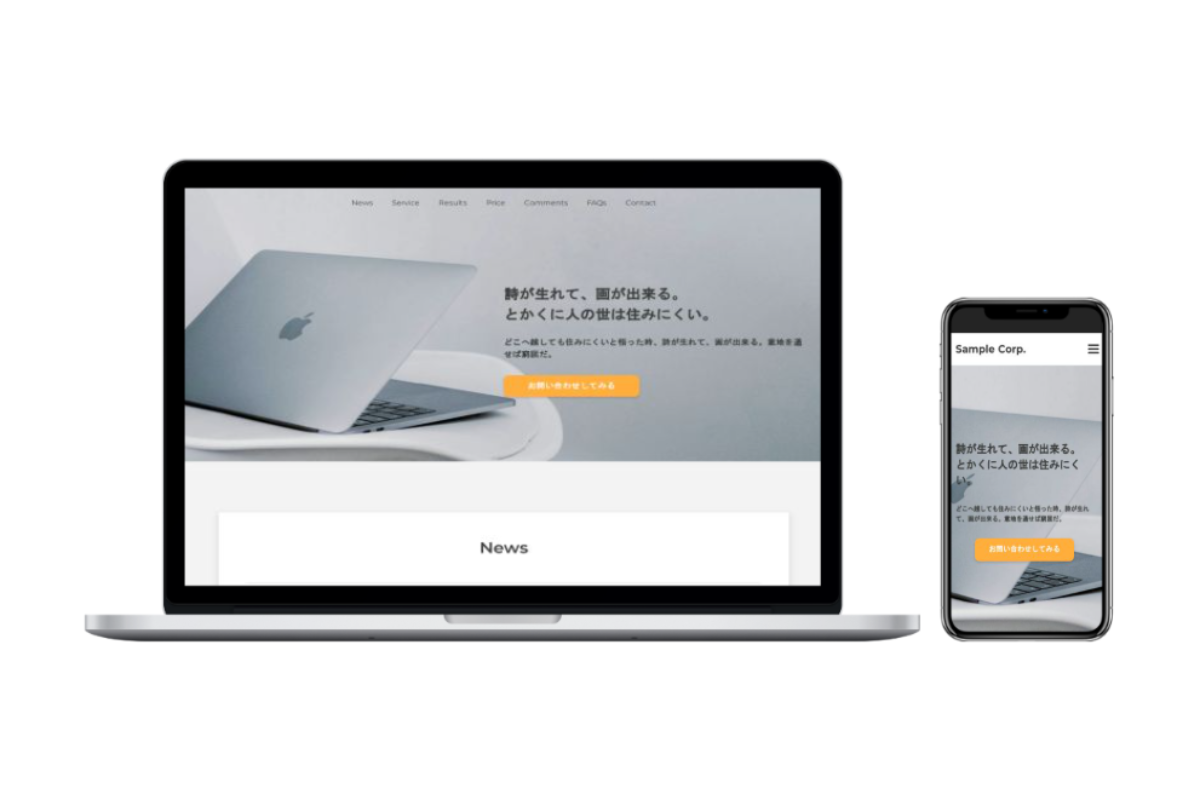 News Service Results Price Comments FAQs Contact
詩が生れて、画が出来る。
とかくに人の世は住みにくい。
どこへ越しても住みにくいと悟った時、詩が生れて、画が出来る。意地を通
せば窮屈だ。
お問い合わせしてみる
News
Sample Corp.
詩が生れて、画が出来る。
とかくに人の世は住みにく
い。
どこへ越しても住みにくいと悟った時、詩が生れ
て、画が出来る。意地を通せば窮屈だ。
お問い合わせしてみる